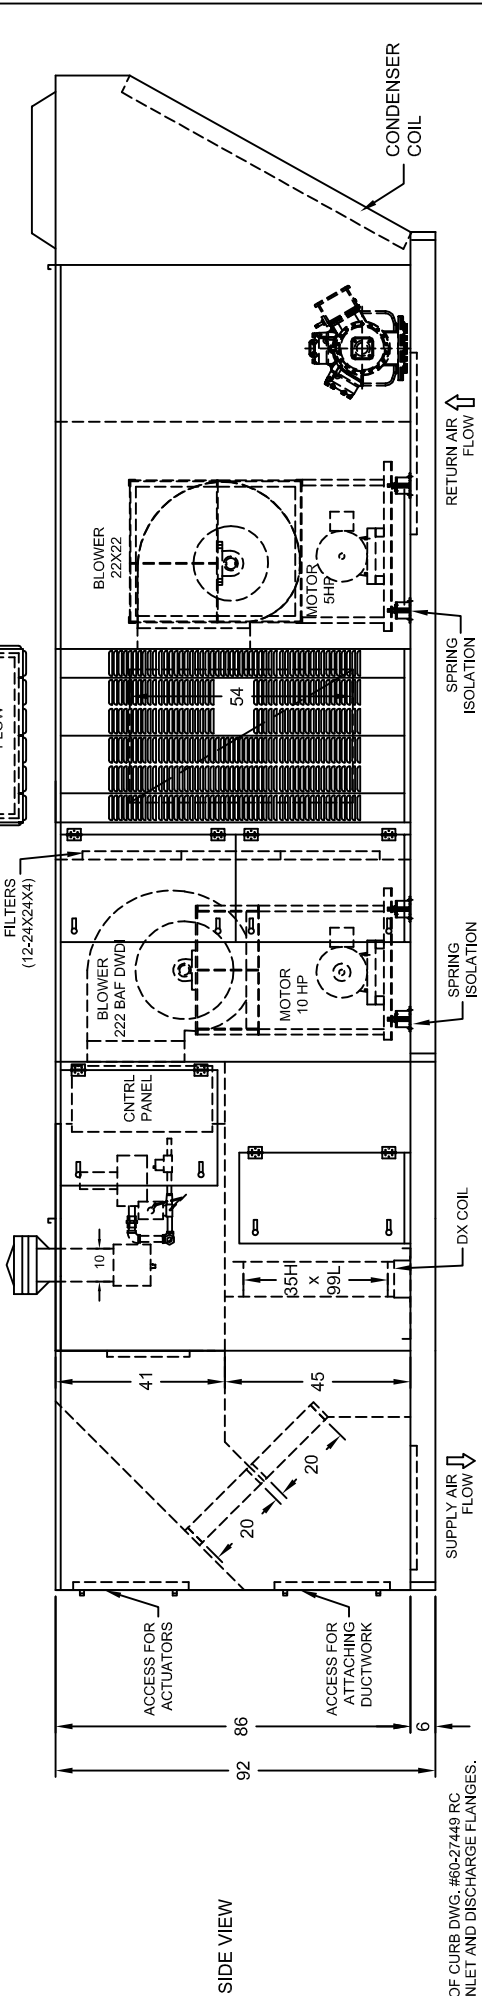 SIDE VIEW
OF CURB DWG. #60-27449 RC
NLET AND DISCHARGE FLANGES.
92
86
6
ACCESS FOR
ACTUATORS
ACCESS FOR
ATTACHING
DUCTWORK
SUPPLY AIR
FLOW
20
20
41
45
10
35H
x
99L
DX COIL
CNTRL
PANEL
BLOWER
222 BAF DWDI
MOTOR
10 HP
SPRING
ISOLATION
FILTERS
(12-24X24X4)
54
BLOWER
22X22
MOTOR
5HP
SPRING
ISOLATION
RETURN AIR
FLOW
CONDENSER
COIL